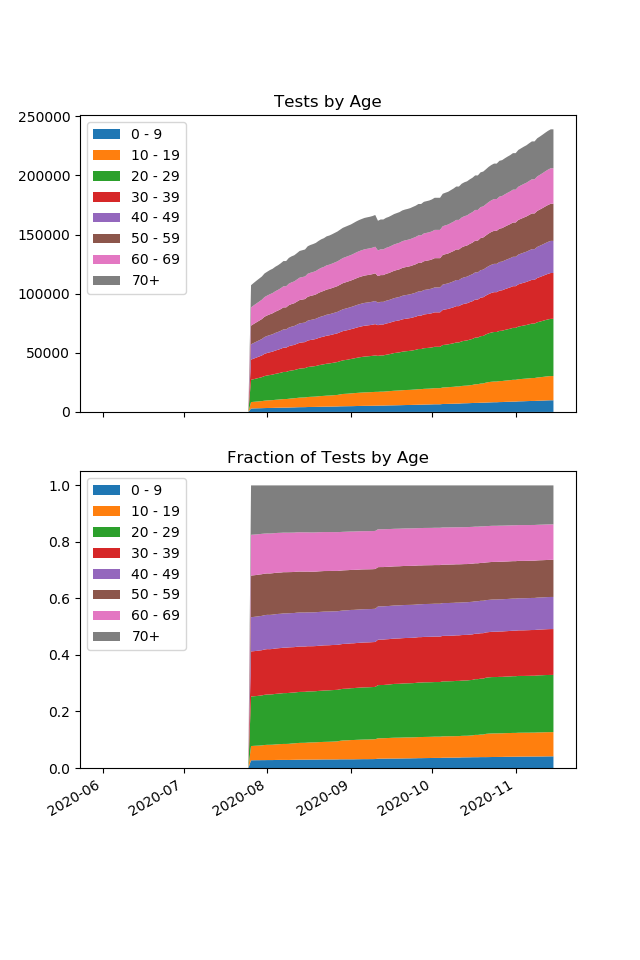 Tests by Age
250000
200000
150000
100000
50000
0
0 - 9
10 - 19
20 - 29
30 - 39
40 - 49
50 - 59
60 - 69
70+
Fraction of Tests by Age
1.0
0.8
0.6
0.4
0.2
0.0
0 - 9
10 - 19
20 - 29
30 - 39
40 - 49
50 - 59
60 - 69
70+
2020-06
2020-07
2020-08
2020-09
2020-10
2020-11